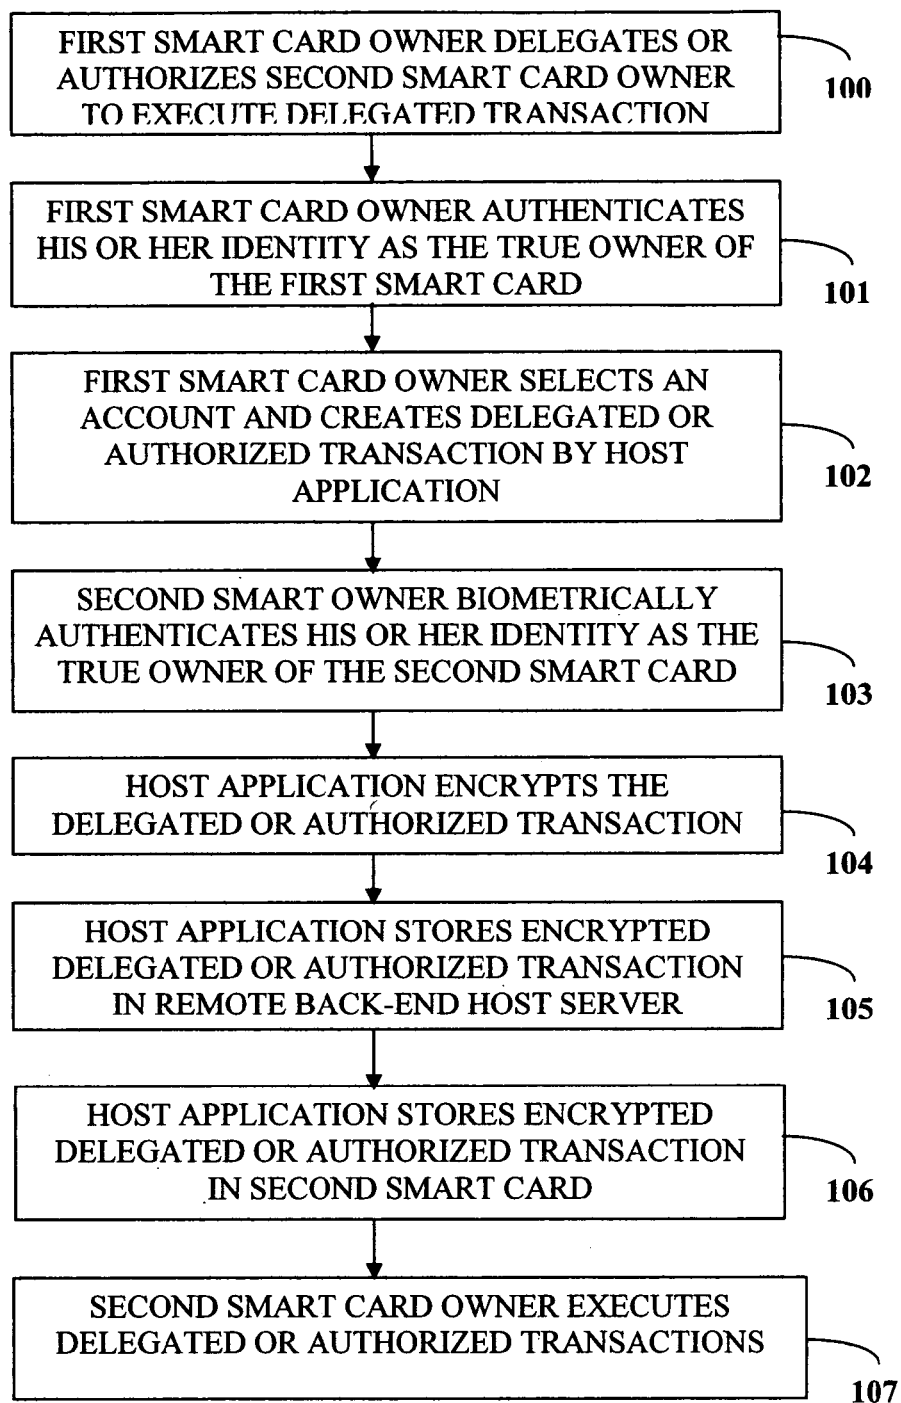 FIRST SMART CARD OWNER DELEGATES OR
AUTHORIZES SECOND SMART CARD OWNER
TO EXECUTE DELEGATED TRANSACTION
100
FIRST SMART CARD OWNER AUTHENTICATES
HIS OR HER IDENTITY AS THE TRUE OWNER OF
THE FIRST SMART CARD
101
FIRST SMART CARD OWNER SELECTS AN
ACCOUNT AND CREATES DELEGATED OR
AUTHORIZED TRANSACTION BY HOST
APPLICATION
102
SECOND SMART OWNER BIOMETRICALLY
AUTHENTICATES HIS OR HER IDENTITY AS THE
TRUE OWNER OF THE SECOND SMART CARD
103
HOST APPLICATION ENCRYPTS THE
DELEGATED OR AUTHORIZED TRANSACTION
104
HOST APPLICATION STORES ENCRYPTED
DELEGATED OR AUTHORIZED TRANSACTION
IN REMOTE BACK-END HOST SERVER
105
HOST APPLICATION STORES ENCRYPTED
DELEGATED OR AUTHORIZED TRANSACTION
IN SECOND SMART CARD
106
SECOND SMART CARD OWNER EXECUTES
DELEGATED OR AUTHORIZED TRANSACTIONS
107